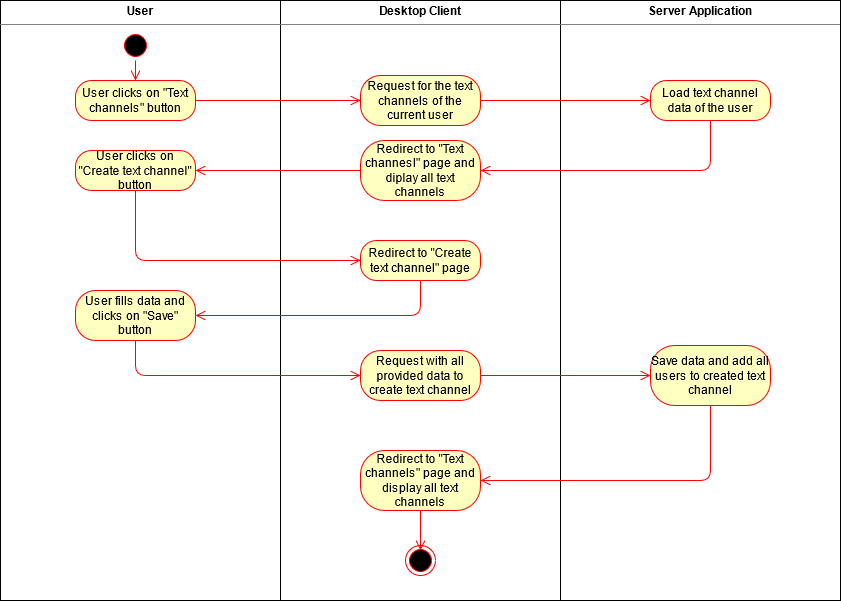 User
Desktop Client
Server Application
User clicks on "Text
channels" button
Request for the text
channels of the
current user
Load text channel
data of the user
User clicks on
"Create text channel"
button
Redirect to "Text
channesl" page and
diplay all text
channels
Redirect to "Create
text channel" page
User fills data and
clicks on "Save"
button
Request with all
provided data to
create text channel
Save data and add all
users to created text
channel
Redirect to "Text
channels" page and
display all text
channels